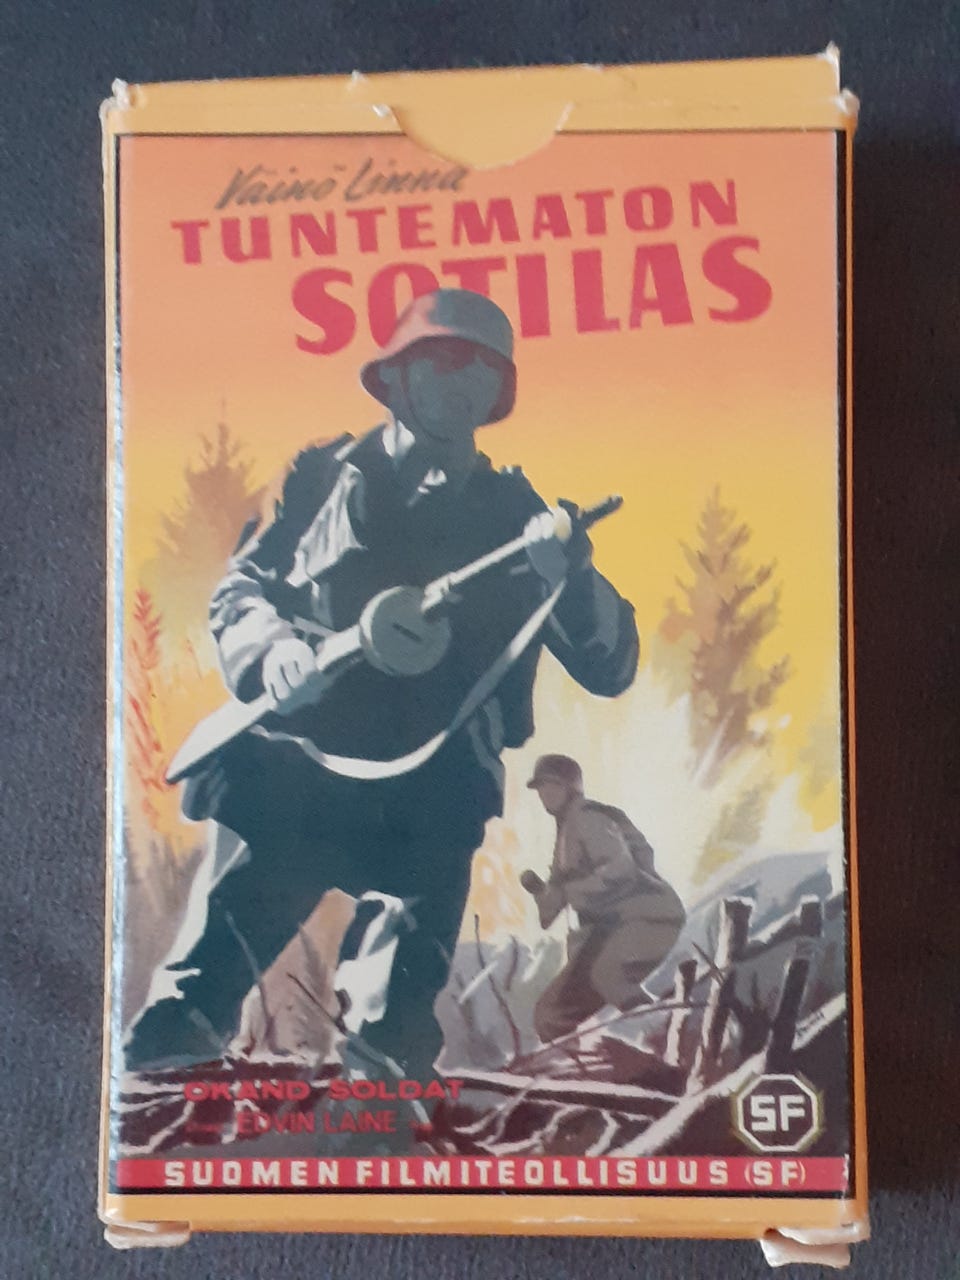 Väinö Linna
TUNTEMATON
SOTILAS
OKÄND SOLDAT
EDVIN LAINE
SF
SUOMEN FILMITEOLLISUUS (SF)